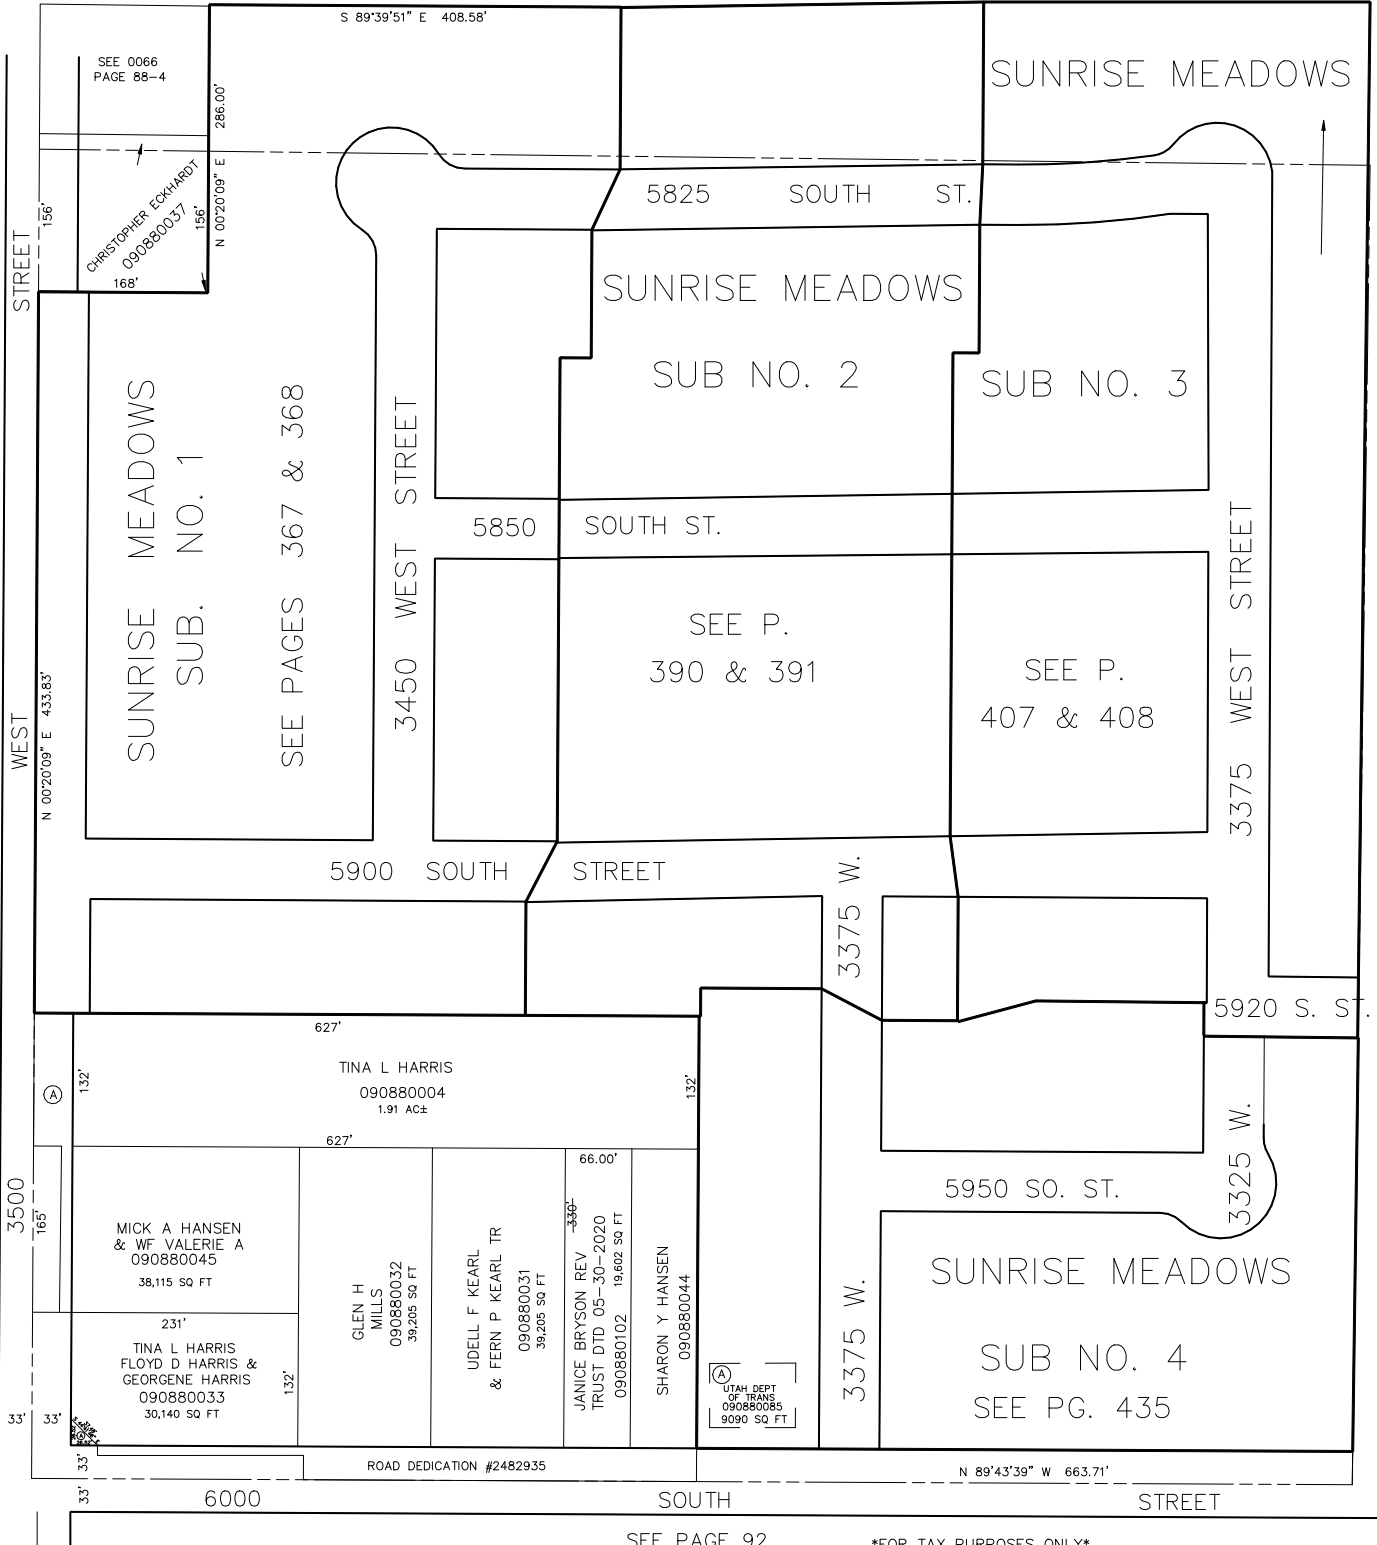 S 89°39'51" E 408.58'
SEE 0066
PAGE 88-4
N 00°20'09" E 286.00'
CHRISTOPHER ECKHARDT
090880037
156'
156'
168'
SUNRISE MEADOWS
5825 SOUTH ST.
SUNRISE MEADOWS
SUB NO. 2
SUB NO. 3
SUNRISE MEADOWS
SUB. NO. 1
SEE PAGES 367 & 368
3450 WEST STREET
5850 SOUTH ST.
SEE P.
390 & 391
SEE P.
407 & 408
3375 WEST STREET
N 00°20'09" E 433.83'
3500 WEST STREET
5900 SOUTH STREET
3375 W.
5920 S. ST.
627'
TINA L HARRIS
090880004
1.91 AC±
132'
132'
A
627'
66.00'
165'
MICK A HANSEN
& WF VALERIE A
090880045
38,115 SQ FT
231'
TINA L HARRIS
FLOYD D HARRIS &
GEORGENE HARRIS
090880033
30,140 SQ FT
132'
GLEN H
MILLS
090880032
39,205 SQ FT
UDELL F KEARL
& FERN P KEARL TR
090880031
39,205 SQ FT
330'
JANICE BRYSON REV
TRUST DTD 05-30-2020
090880102 19,602 SQ FT
SHARON Y HANSEN
090880044
A
UTAH DEPT
OF TRANS
090880085
9090 SQ FT
3375 W.
5950 SO. ST.
3325 W.
SUNRISE MEADOWS
SUB NO. 4
SEE PG. 435
33' 33'
33'
33'
ROAD DEDICATION #2482935
N 89°43'39" W 663.71'
6000 SOUTH STREET
SEE PAGE 92
*FOR TAX PURPOSES ONLY*